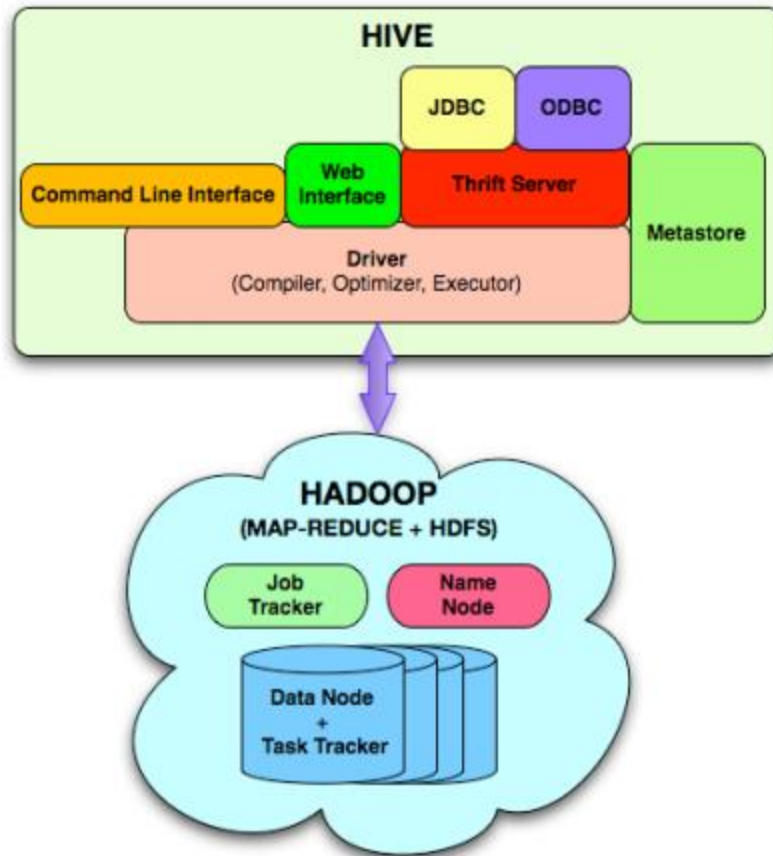 HIVE
JDBC
ODBC
Command Line Interface
Web
Interface
Thrift Server
Metastore
Driver
(Compiler, Optimizer, Executor)
HADOOP
(MAP-REDUCE + HDFS)
Job
Tracker
Name
Node
Data Node
+
Task Tracker